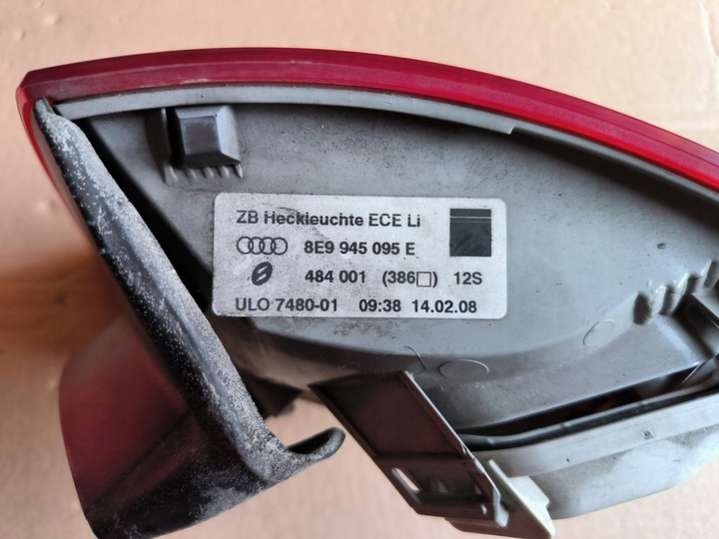 ZB Heckleuchte ECE Li
8E9 945 095 E
484 001 (386□) 12S
ULO 7480-01 09:38 14.02.08